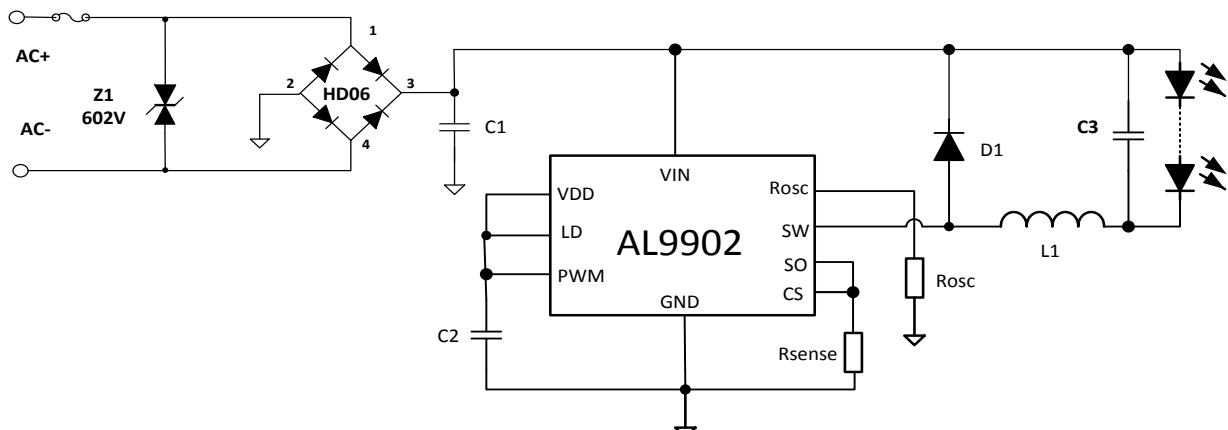 AC+
AC-
Z1
602V
1
2
HD06
3
4
C1
VIN
VDD
LD
PWM
AL9902
GND
Rosc
SW
SO
CS
C2
Rsense
Rosc
D1
L1
C3